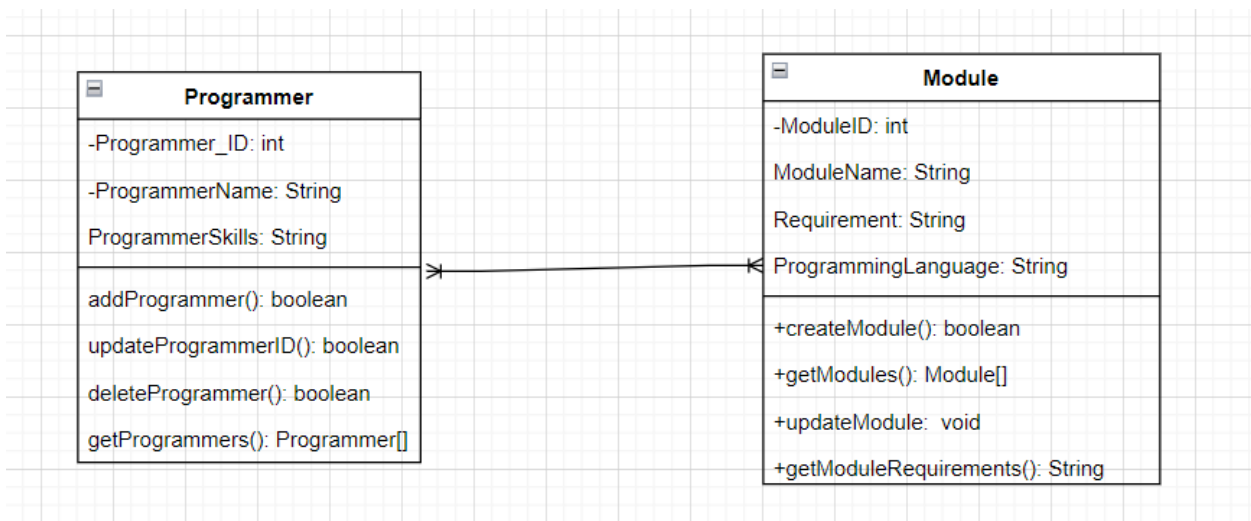 Programmer
-Programmer_ID: int
-ProgrammerName: String
ProgrammerSkills: String
addProgrammer(): boolean
updateProgrammerID(): boolean
deleteProgrammer(): boolean
getProgrammers(): Programmer[]
Module
-ModuleID: int
ModuleName: String
Requirement: String
ProgrammingLanguage: String
+createModule(): boolean
+getModules(): Module[]
+updateModule:  void
+getModuleRequirements(): String